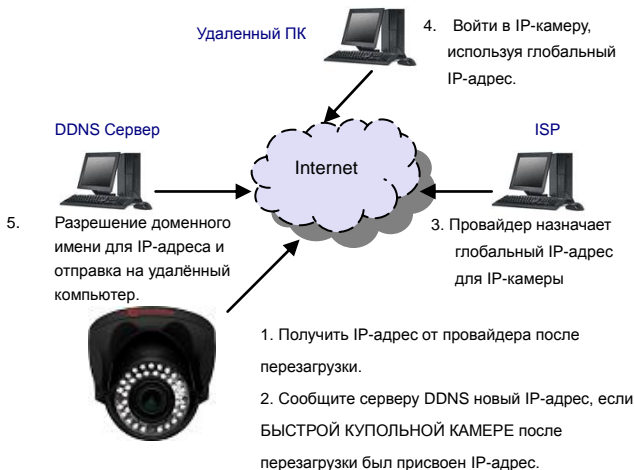 Удаленный ПК
4. Войти в IP-камеру,
используя глобальный
IP-адрес.
DDNS Сервер
ISP
Internet
5. Разрешение доменного
имени для IP-адреса и
отправка на удалённый
компьютер.
3. Провайдер назначает
глобальный IP-адрес
для IP-камеры
1. Получить IP-адрес от провайдера после
перезагрузки.
2. Сообщите серверу DDNS новый IP-адрес, если
БЫСТРОЙ КУПОЛЬНОЙ КАМЕРЕ после
перезагрузки был присвоен IP-адрес.